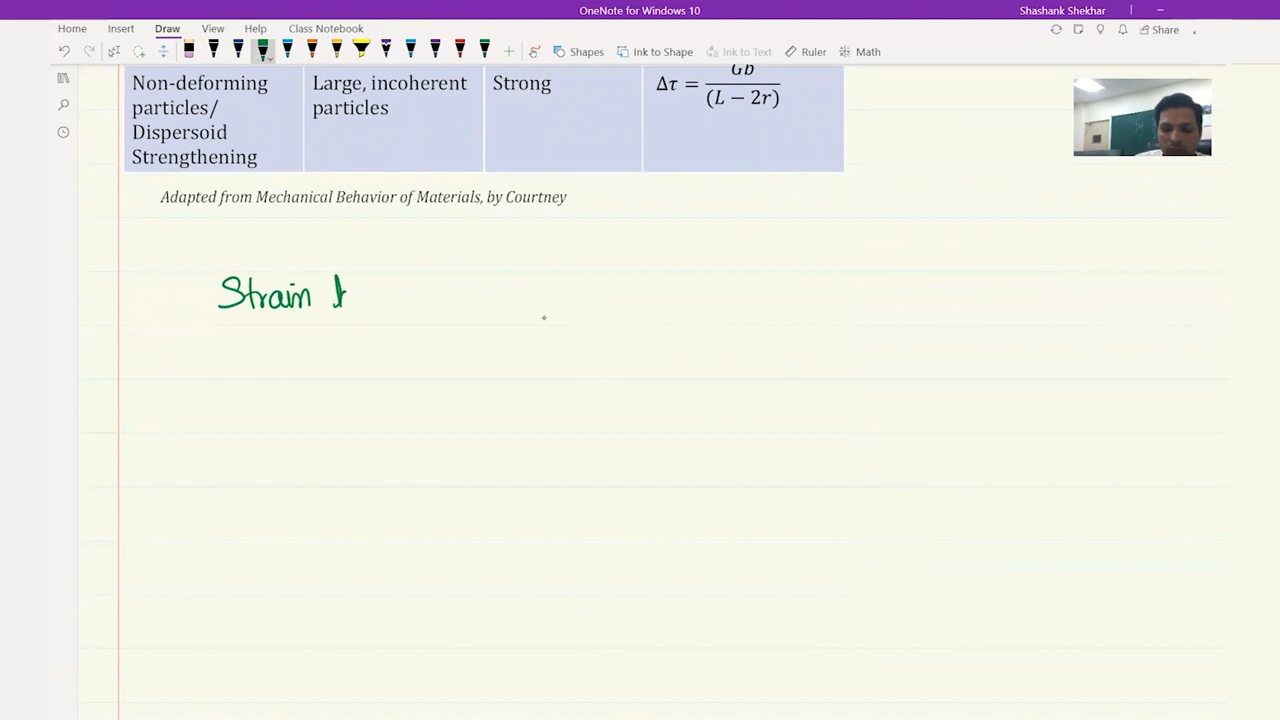 OneNote for Windows 10
Shashank Shekhar
Home Insert Draw View Help Class Notebook
Shapes Ink to Shape Ink to Text Ruler Math
Share
Non-deforming particles/ Dispersoid Strengthening
Large, incoherent particles
Strong
Δτ = Gb / (L − 2r)
Adapted from Mechanical Behavior of Materials, by Courtney
Strain